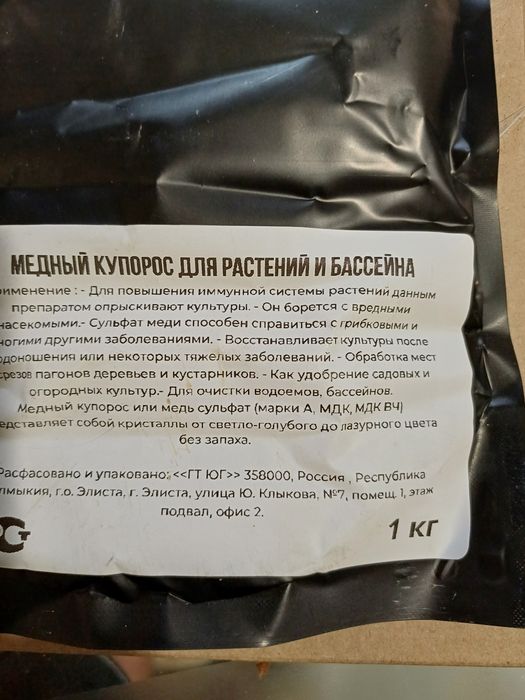 МЕДНЫЙ КУПОРОС ДЛЯ РАСТЕНИЙ И БАССЕЙНА
рименение : - Для повышения иммунной системы растений данным
препаратом опрыскивают культуры. - Он борется с вредными
насекомыми.- Сульфат меди способен справиться с грибковыми и
ногими другими заболеваниями. - Восстанавливает культуры после
одоношения или некоторых тяжелых заболеваний. - Обработка мест
срезов пагонов деревьев и кустарников. - Как удобрение садовых и
огородных культур.- Для очистки водоемов, бассейнов.
Медный купорос или медь сульфат (марки А, МДК, МДК ВЧ)
едставляет собой кристаллы от светло-голубого до лазурного цвета
без запаха.
Расфасовано и упаковано: <<ГТ ЮГ>> 358000, Россия , Республика
лмыкия, г.о. Элиста, г. Элиста, улица Ю. Клыкова, №7, помещ. 1, этаж
подвал, офис 2.
1 КГ